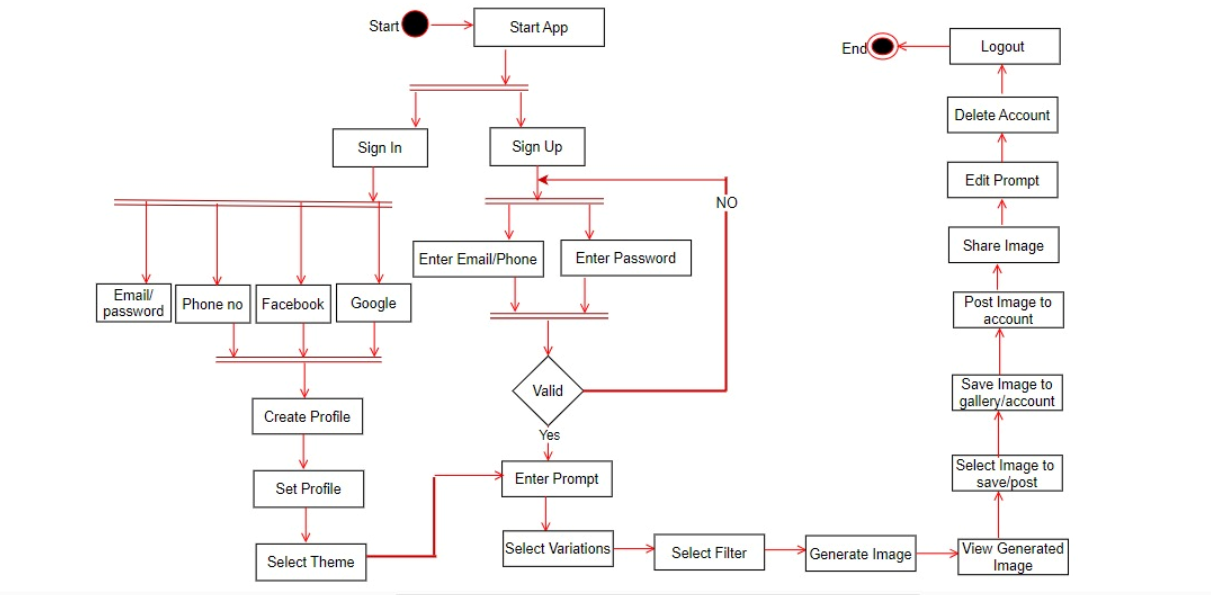 Start
Start App
End
Logout
Delete Account
Sign In
Sign Up
Edit Prompt
NO
Share Image
Enter Email/Phone
Enter Password
Email/
password
Phone no
Facebook
Google
Post Image to
account
Valid
Save Image to
gallery/account
Create Profile
Yes
Set Profile
Enter Prompt
Select Image to
save/post
Select Theme
Select Variations
Select Filter
Generate Image
View Generated
Image